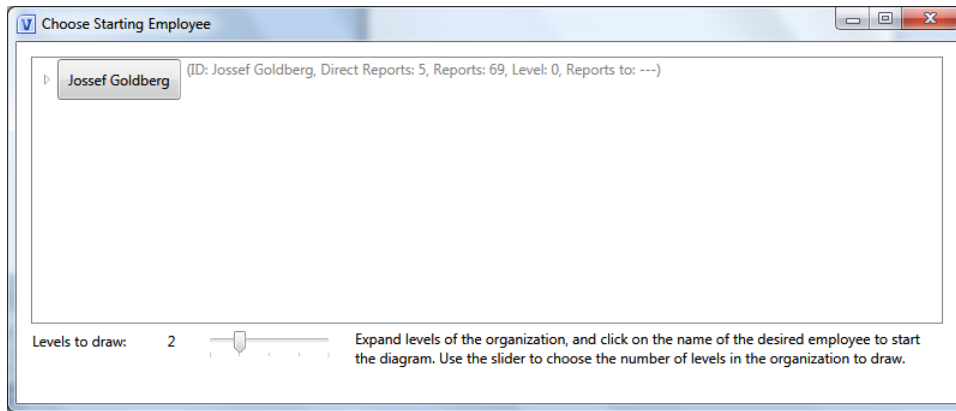 Choose Starting Employee
Jossef Goldberg
(ID: Jossef Goldberg, Direct Reports: 5, Reports: 69, Level: 0, Reports to: ---)
Levels to draw: 2
Expand levels of the organization, and click on the name of the desired employee to start
the diagram. Use the slider to choose the number of levels in the organization to draw.